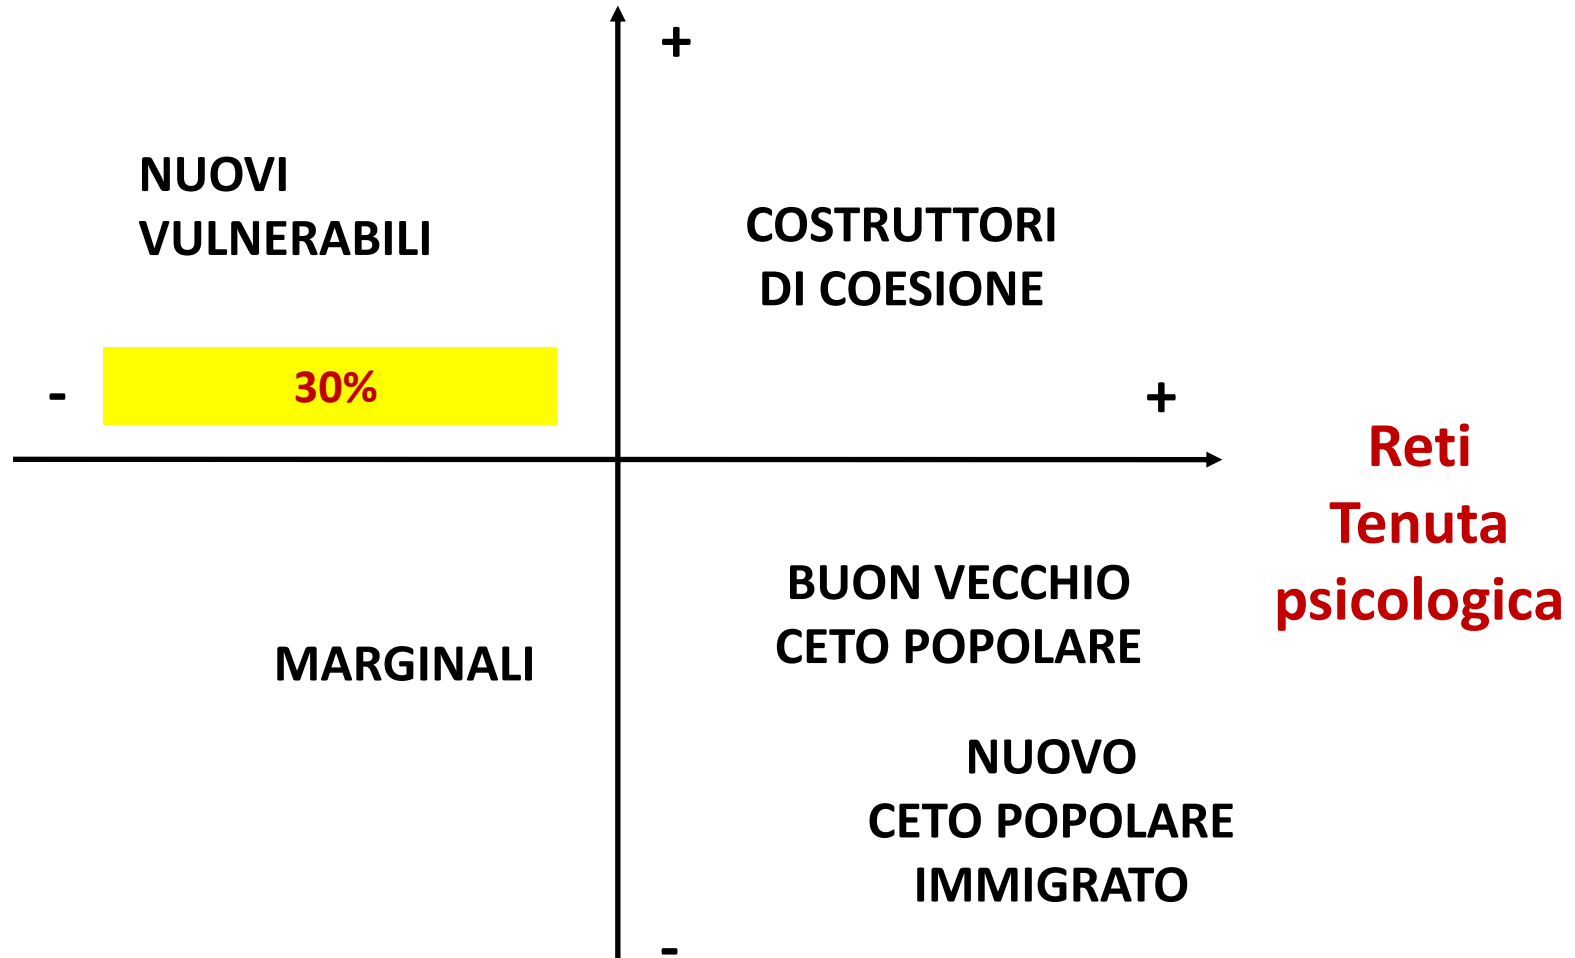 +
NUOVI
VULNERABILI
COSTRUTTORI
DI COESIONE
-
30%
+
Reti
Tenuta
psicologica
BUON VECCHIO
CETO POPOLARE
MARGINALI
NUOVO
CETO POPOLARE
IMMIGRATO
-